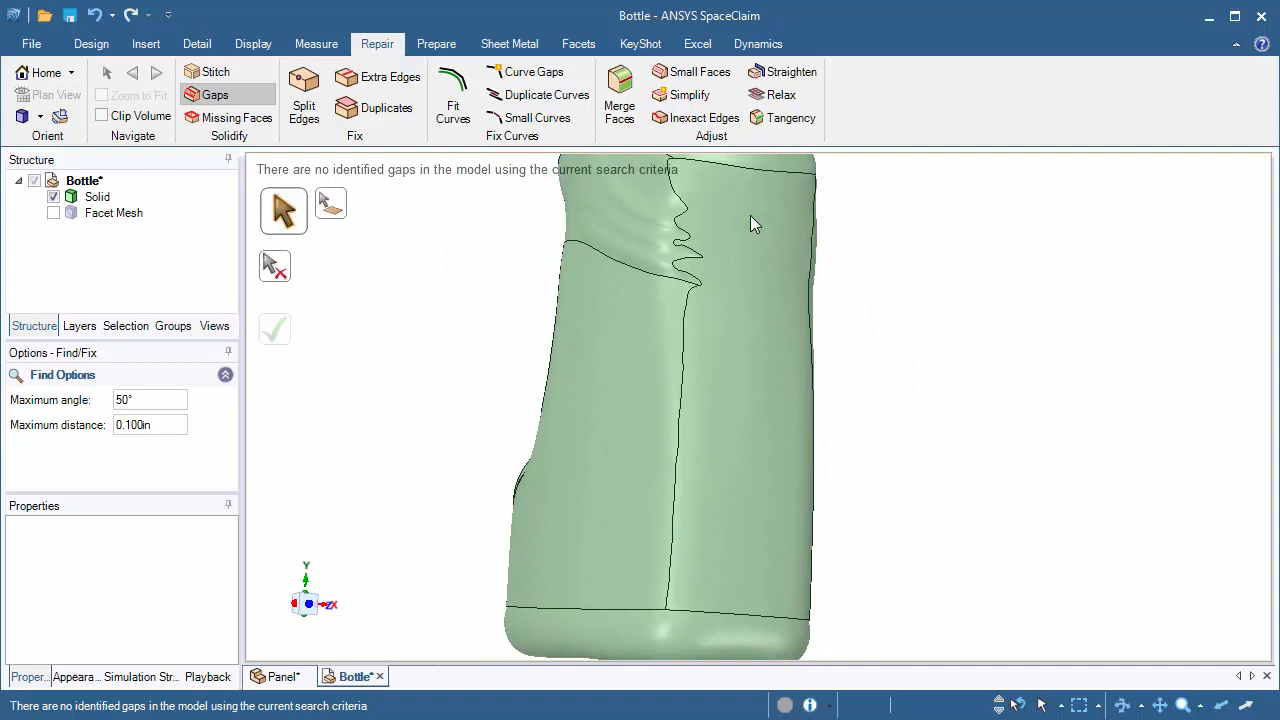 Bottle - ANSYS SpaceClaim
File Design Insert Detail Display Measure Repair Prepare Sheet Metal Facets KeyShot Excel Dynamics
Home
Plan View
Orient
Zoom to Fit
Clip Volume
Navigate
Stitch
Gaps
Missing Faces
Solidify
Split Edges
Extra Edges
Duplicates
Fix
Fit Curves
Curve Gaps
Duplicate Curves
Small Curves
Fix Curves
Merge Faces
Small Faces
Simplify
Inexact Edges
Straighten
Relax
Tangency
Adjust
Structure
Bottle*
Solid
Facet Mesh
Structure Layers Selection Groups Views
Options - Find/Fix
Find Options
Maximum angle: 50°
Maximum distance: 0.100in
Properties
Proper... Appeara... Simulation Str... Playback
There are no identified gaps in the model using the current search criteria
Y
Z X
Panel* Bottle*
There are no identified gaps in the model using the current search criteria